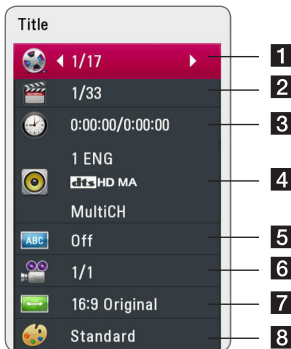 Title
1/17 1
1/33 2
0:00:00/0:00:00 3
1 ENG
dts HD MA 4
MultiCH
ABC Off 5
1/1 6
16:9 Original 7
Standard 8